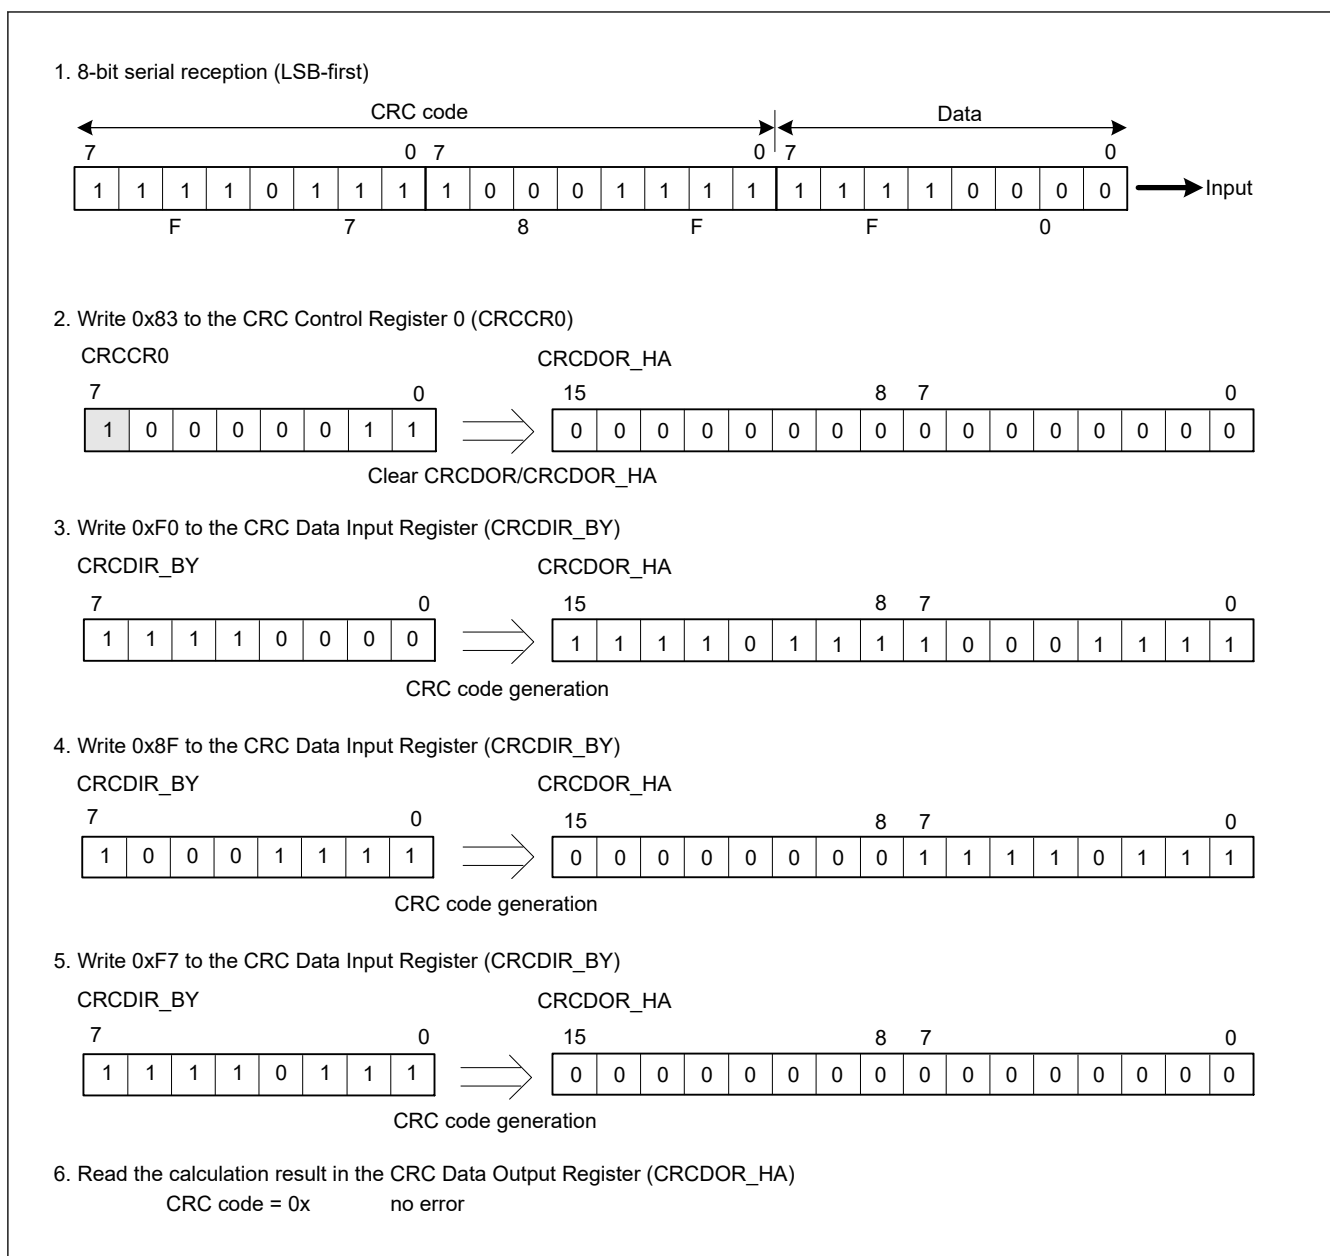 1. 8-bit serial reception (LSB-first)
CRC code Data
7 0 7 0 7 0
1 1 1 1 0 1 1 1 1 0 0 0 1 1 1 1 1 1 1 1 0 0 0 0 Input
F 7 8 F F 0
2. Write 0x83 to the CRC Control Register 0 (CRCCR0)
CRCCR0 CRCDOR_HA
7 0 15 8 7 0
1 0 0 0 0 0 1 1 0 0 0 0 0 0 0 0 0 0 0 0 0 0 0 0
Clear CRCDOR/CRCDOR_HA
3. Write 0xF0 to the CRC Data Input Register (CRCDIR_BY)
CRCDIR_BY CRCDOR_HA
7 0 15 8 7 0
1 1 1 1 0 0 0 0 1 1 1 1 0 1 1 1 1 0 0 0 1 1 1 1
CRC code generation
4. Write 0x8F to the CRC Data Input Register (CRCDIR_BY)
CRCDIR_BY CRCDOR_HA
7 0 15 8 7 0
1 0 0 0 1 1 1 1 0 0 0 0 0 0 0 0 1 1 1 1 0 1 1 1
CRC code generation
5. Write 0xF7 to the CRC Data Input Register (CRCDIR_BY)
CRCDIR_BY CRCDOR_HA
7 0 15 8 7 0
1 1 1 1 0 1 1 1 0 0 0 0 0 0 0 0 0 0 0 0 0 0 0 0
CRC code generation
6. Read the calculation result in the CRC Data Output Register (CRCDOR_HA)
CRC code = 0x no error